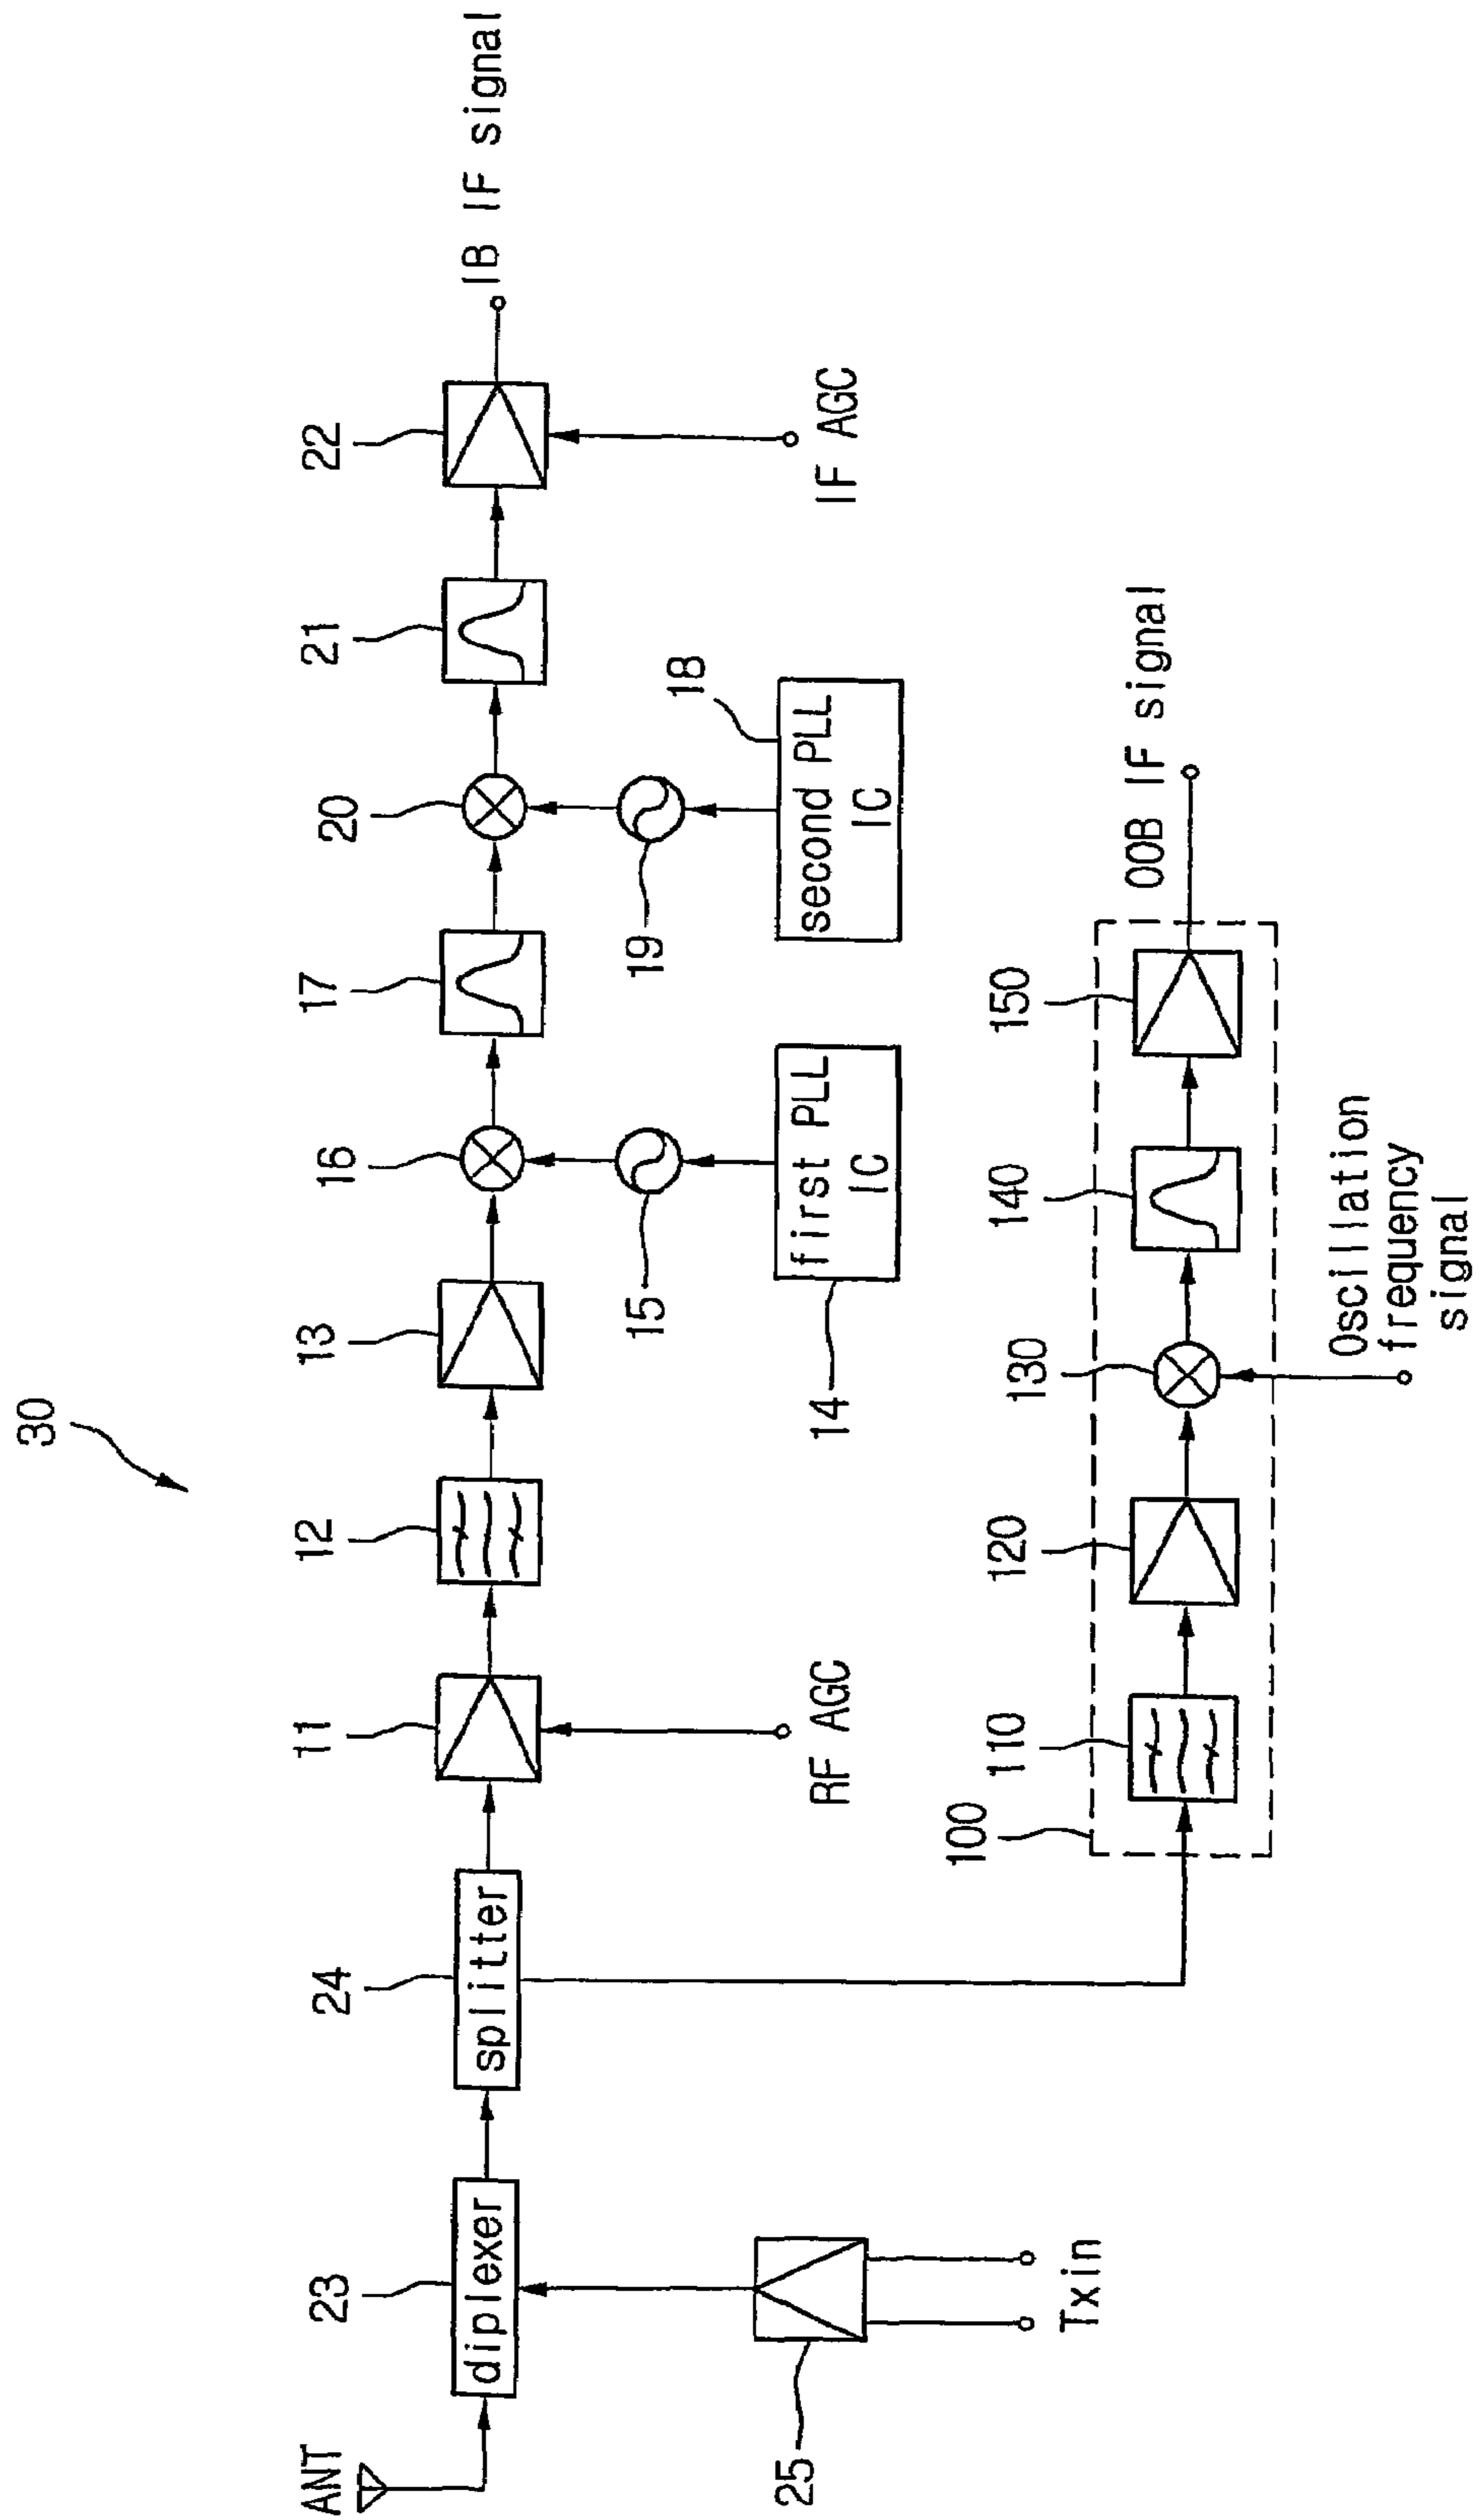 30
ANT
23
diplexer
24
splitter
11
12
13
16
17
20
21
22
IB IF signal
25
Txin
RF AGC
14
first PLL
IC
15
18
second PLL
IC
19
IF AGC
100
110
120
130
140
150
OOB IF signal
Oscillation
frequency
signal